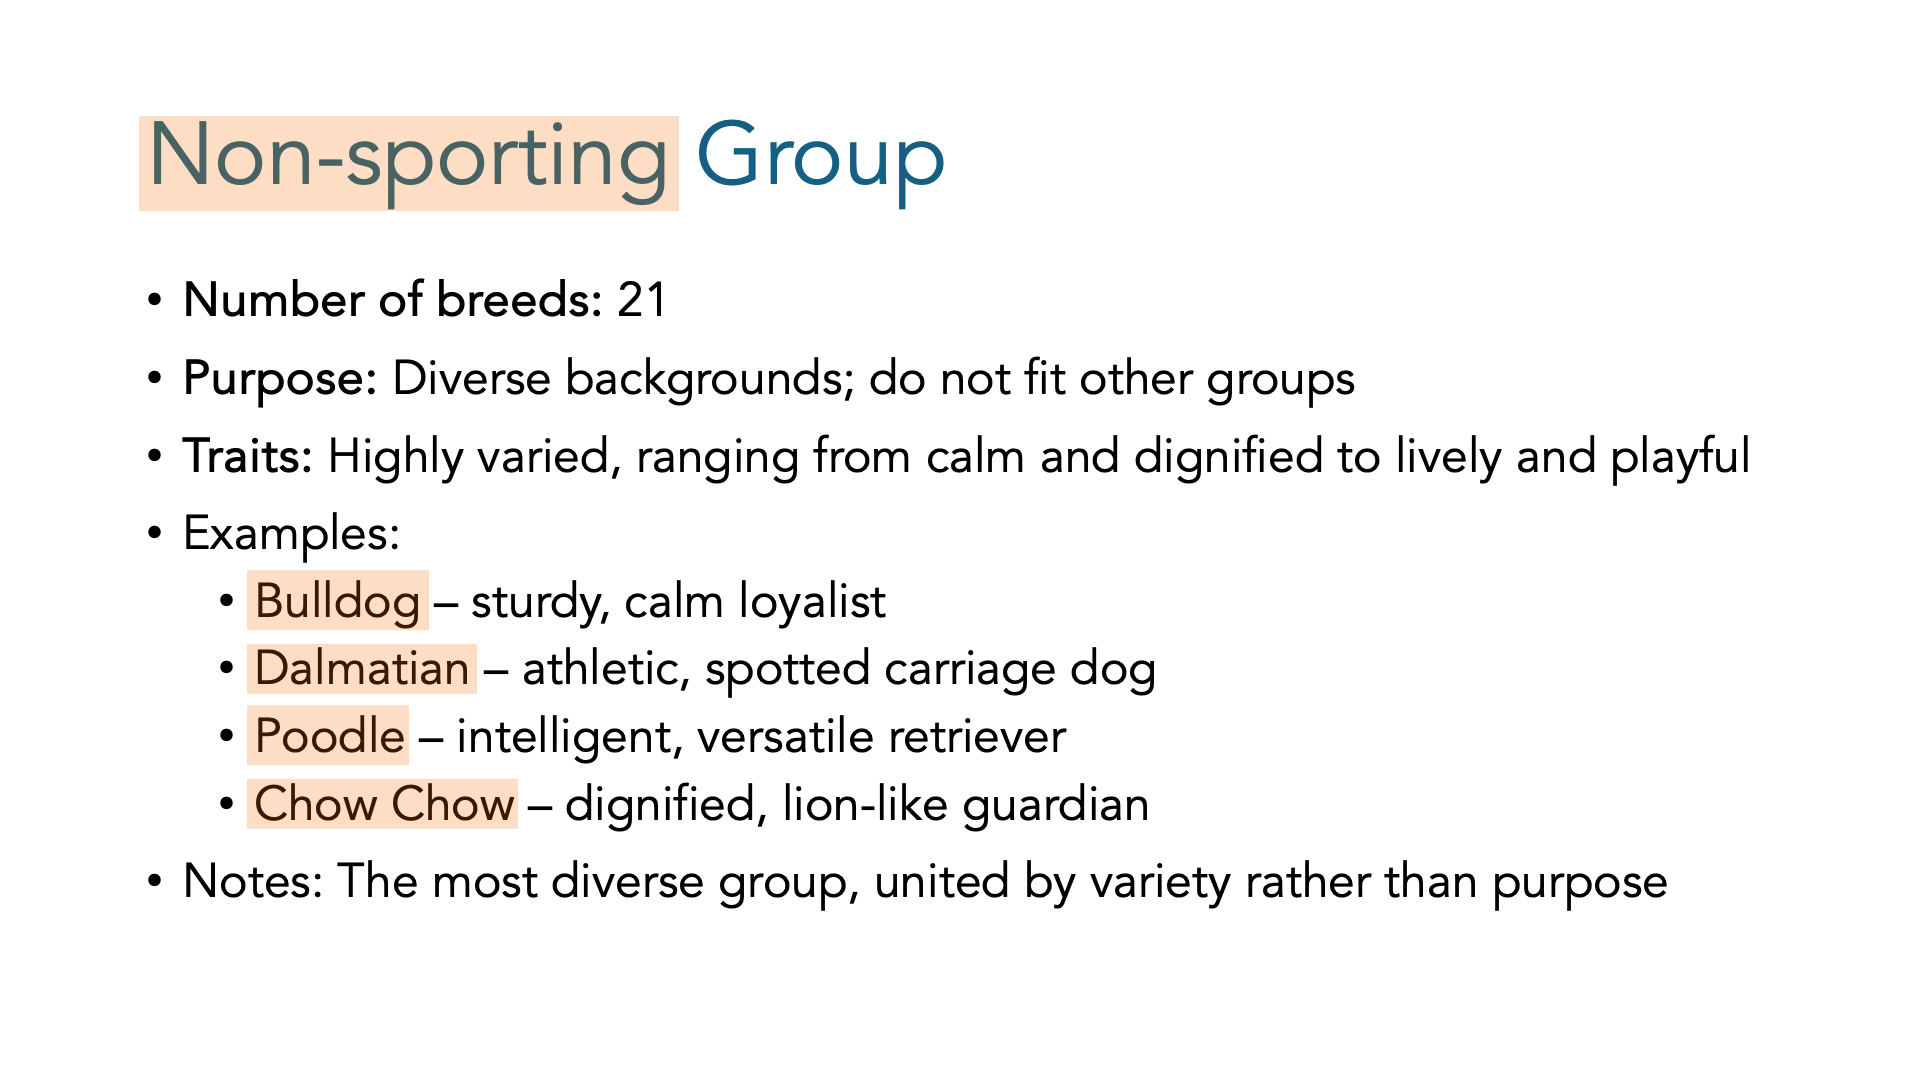 Non-sporting Group
• Number of breeds: 21
• Purpose: Diverse backgrounds; do not fit other groups
• Traits: Highly varied, ranging from calm and dignified to lively and playful
• Examples:
• Bulldog – sturdy, calm loyalist
• Dalmatian – athletic, spotted carriage dog
• Poodle – intelligent, versatile retriever
• Chow Chow – dignified, lion-like guardian
• Notes: The most diverse group, united by variety rather than purpose